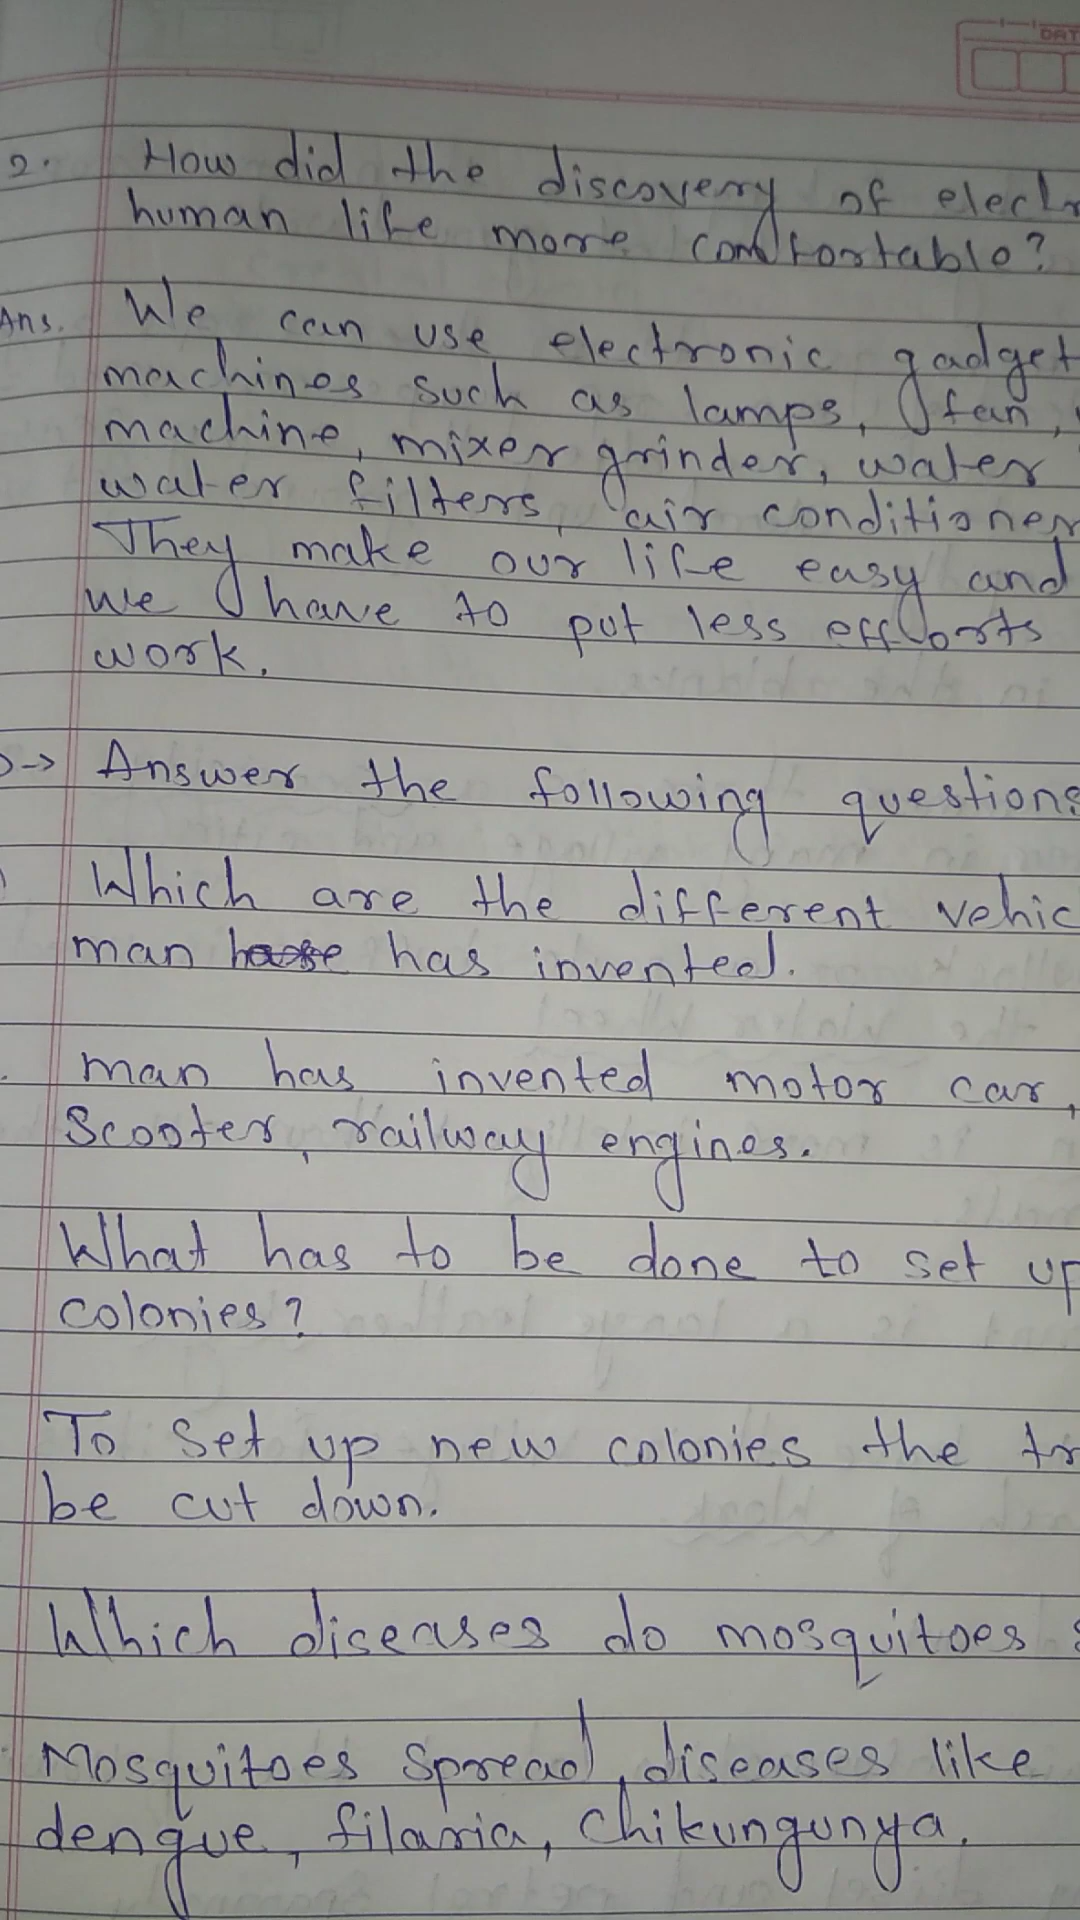 DAT
2. How did the discovery of
human life more comfortable?
Ans. We can use electronic gadget
machines such as lamps, fan,
machine, mixer grinder, water
water filters, air conditioner
They make our life easy and
we have to put less efforts
work.
Answer the following questions
Which are the different
man has invented.
man has invented motor car,
Scooter, railway engines.
What has to be done to set up
colonies?
To set up new colonies the
be cut down.
Which diseases do mosquitoes
Mosquitoes spread diseases like
dengue, filaria, chikungunya.